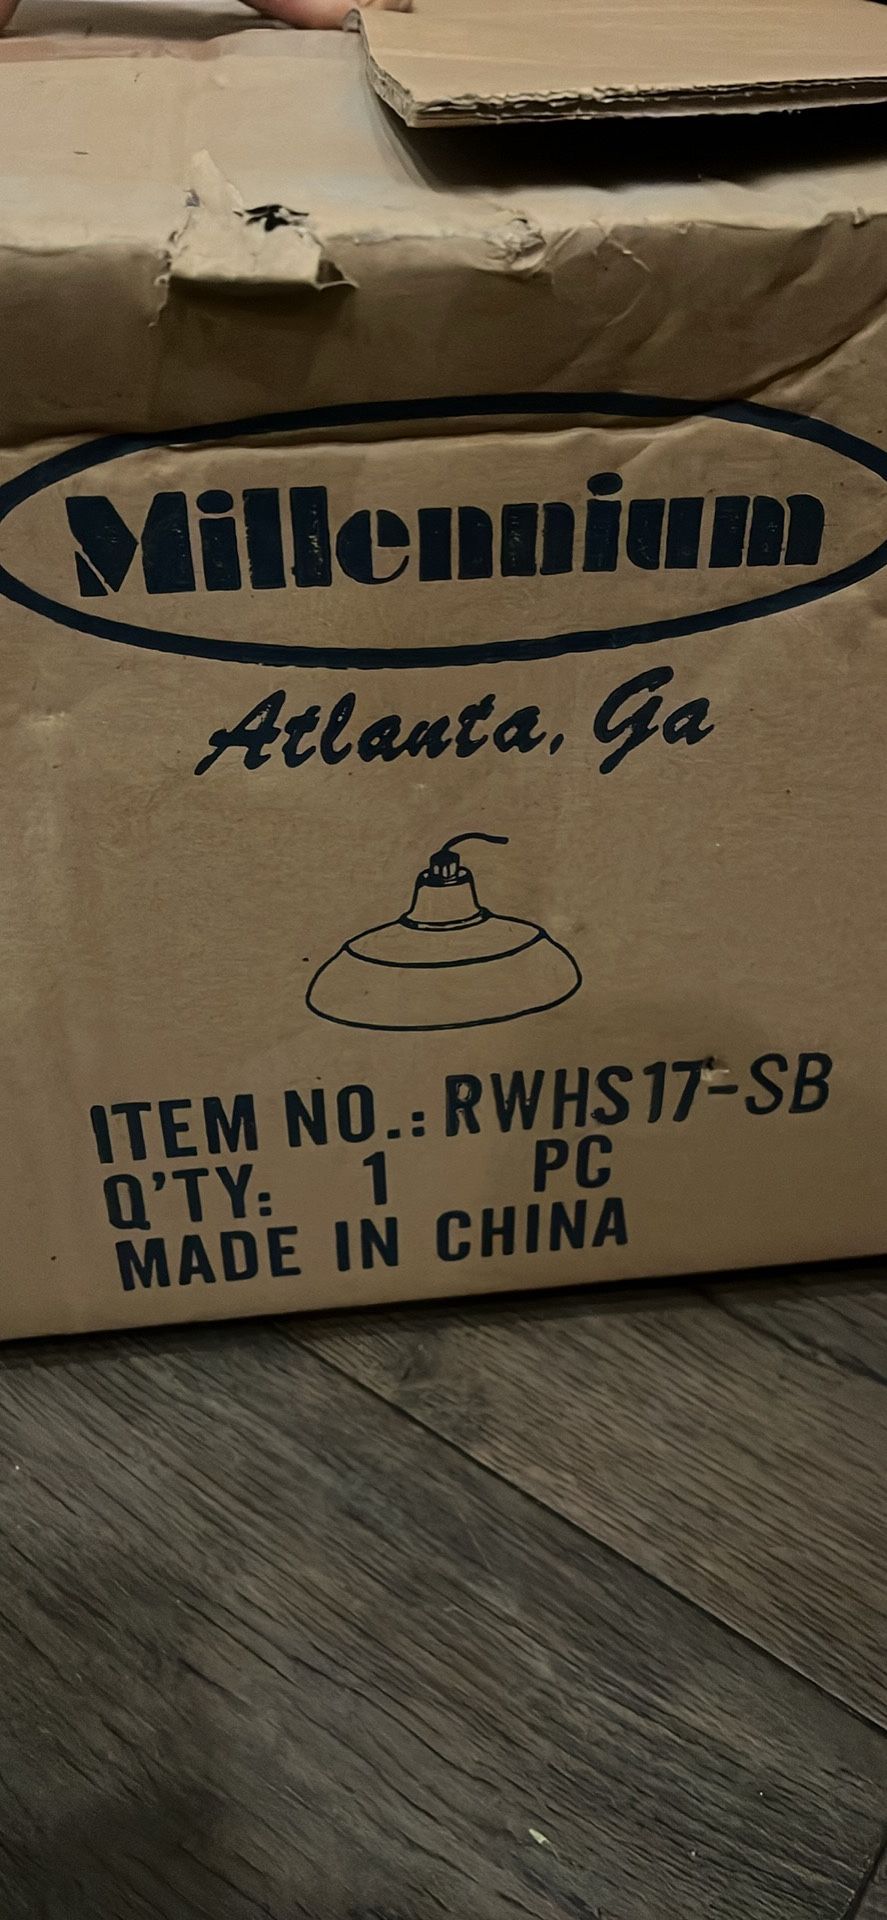 Millennium
Atlanta, Ga
ITEM NO.: RWHS17-SB
Q'TY: 1 PC
MADE IN CHINA